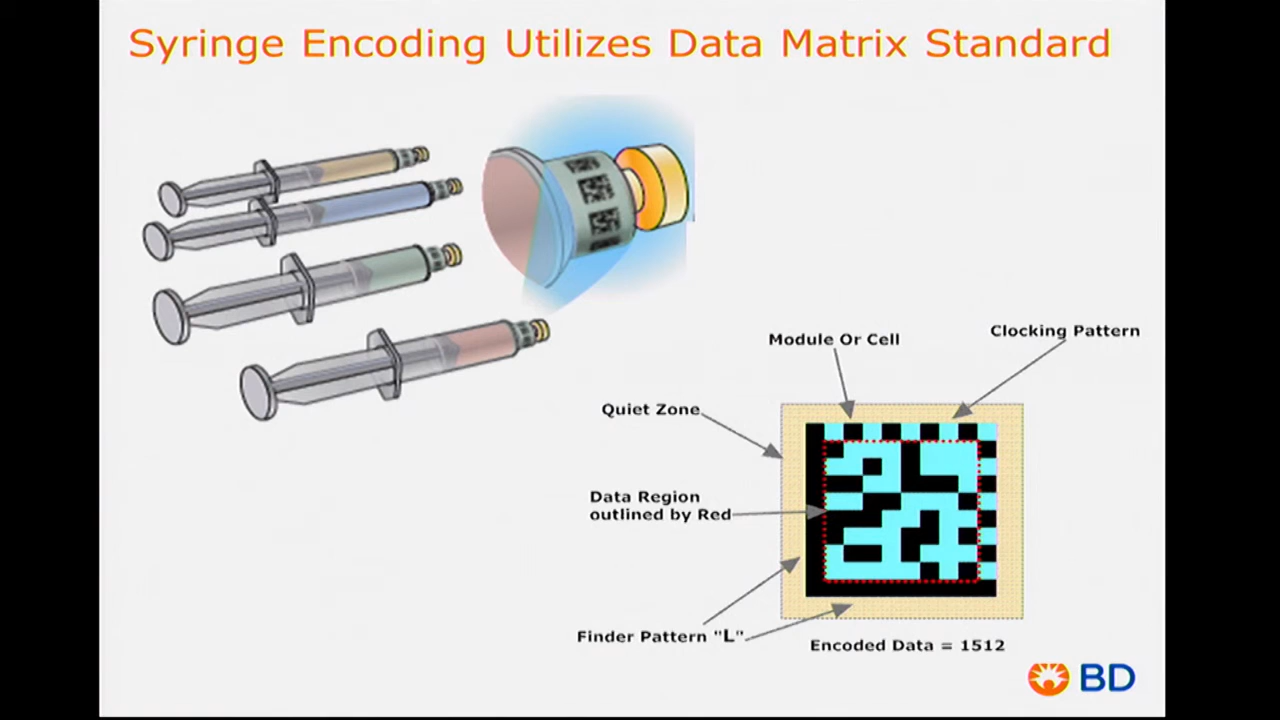 Syringe Encoding Utilizes Data Matrix Standard
Module Or Cell
Clocking Pattern
Quiet Zone
Data Region
outlined by Red
Finder Pattern "L"
Encoded Data = 1512
BD